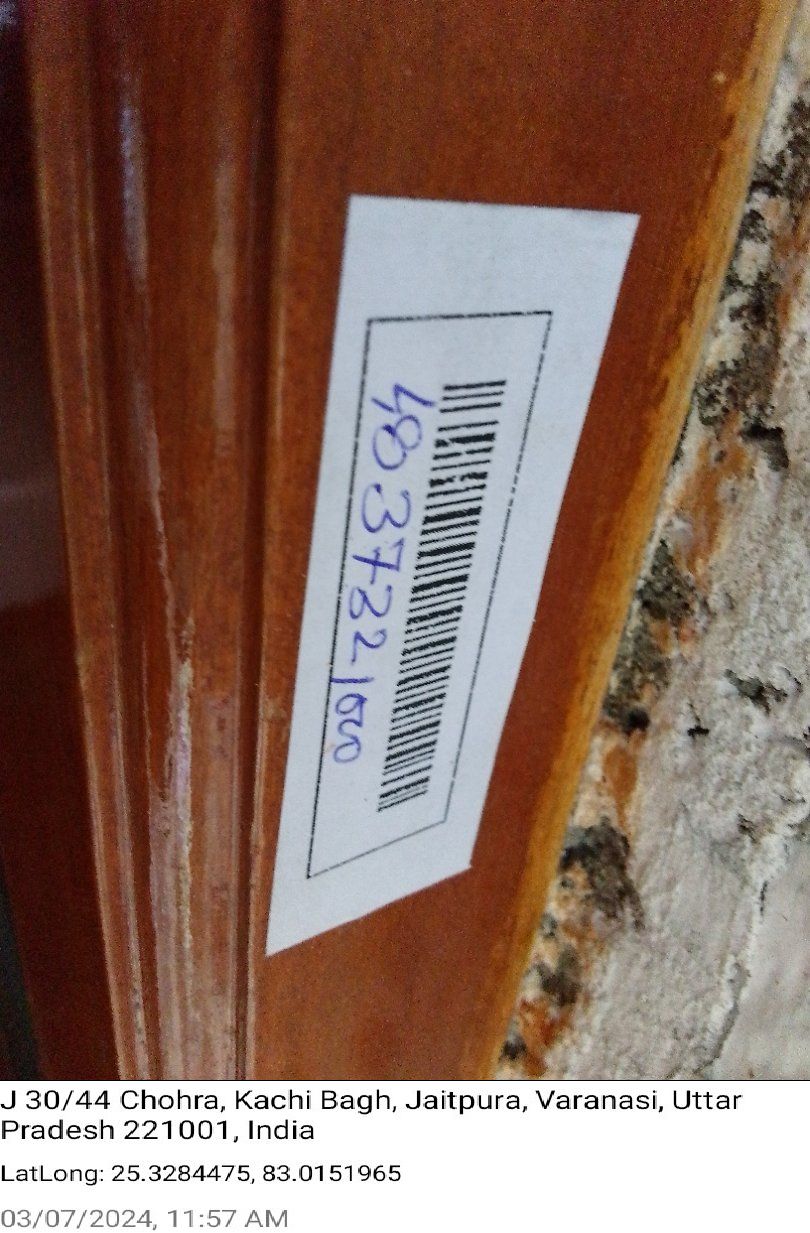 4837221000
J 30/44 Chohra, Kachi Bagh, Jaitpura, Varanasi, Uttar
Pradesh 221001, India
LatLong: 25.3284475, 83.0151965
03/07/2024, 11:57 AM